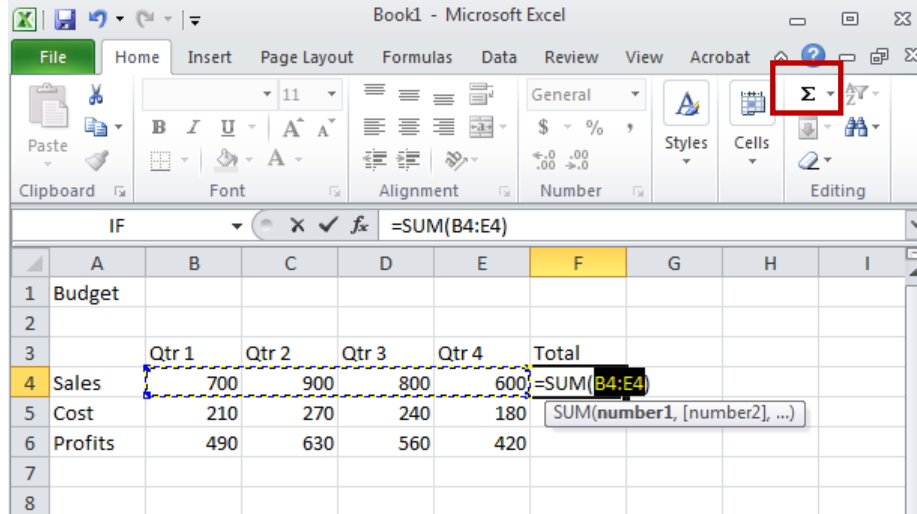 Book1 - Microsoft Excel
File Home Insert Page Layout Formulas Data Review View Acrobat
Paste
11
General
Σ
B I U
A A
$ % ,
Styles
Cells
A
.0 .00
.00 .0
Clipboard Font Alignment Number Editing
IF fx =SUM(B4:E4)
A B C D E F G H I
1 Budget
2
3 Qtr 1 Qtr 2 Qtr 3 Qtr 4 Total
4 Sales 700 900 800 600 =SUM(B4:E4)
5 Cost 210 270 240 180 SUM(number1, [number2], ...)
6 Profits 490 630 560 420
7
8